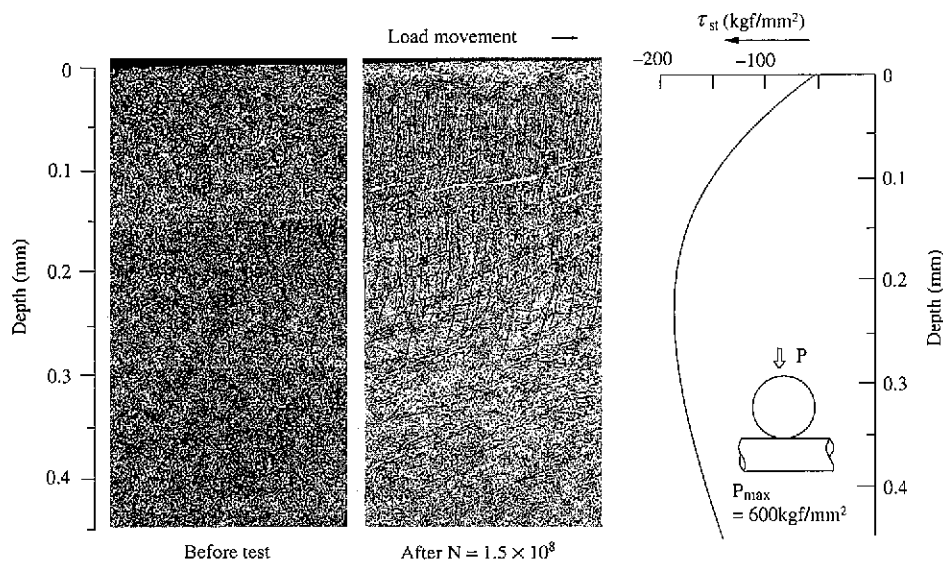 Load movement →
τst (kgf/mm²)
−200 −100
0
0.1
0.2
0.3
0.4
Depth (mm)
Before test
After N = 1.5 × 10⁸
0
0.1
0.2
0.3
0.4
Depth (mm)
P
Pmax
= 600kgf/mm²